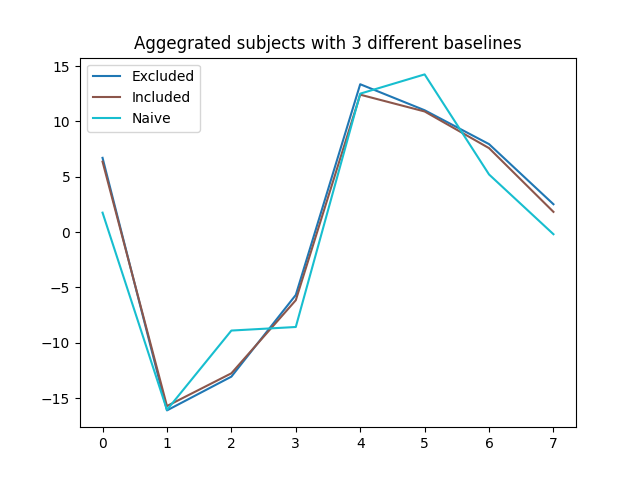 Aggegrated subjects with 3 different baselines
Excluded
Included
Naive
15
10
5
0
−5
−10
−15
0 1 2 3 4 5 6 7